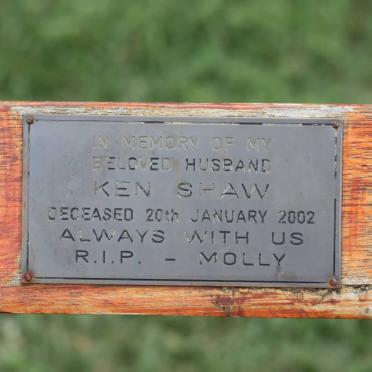 IN MEMORY OF MY
BELOVED HUSBAND
KEN SHAW
DECEASED 20th JANUARY 2002
ALWAYS WITH US
R.I.P. - MOLLY